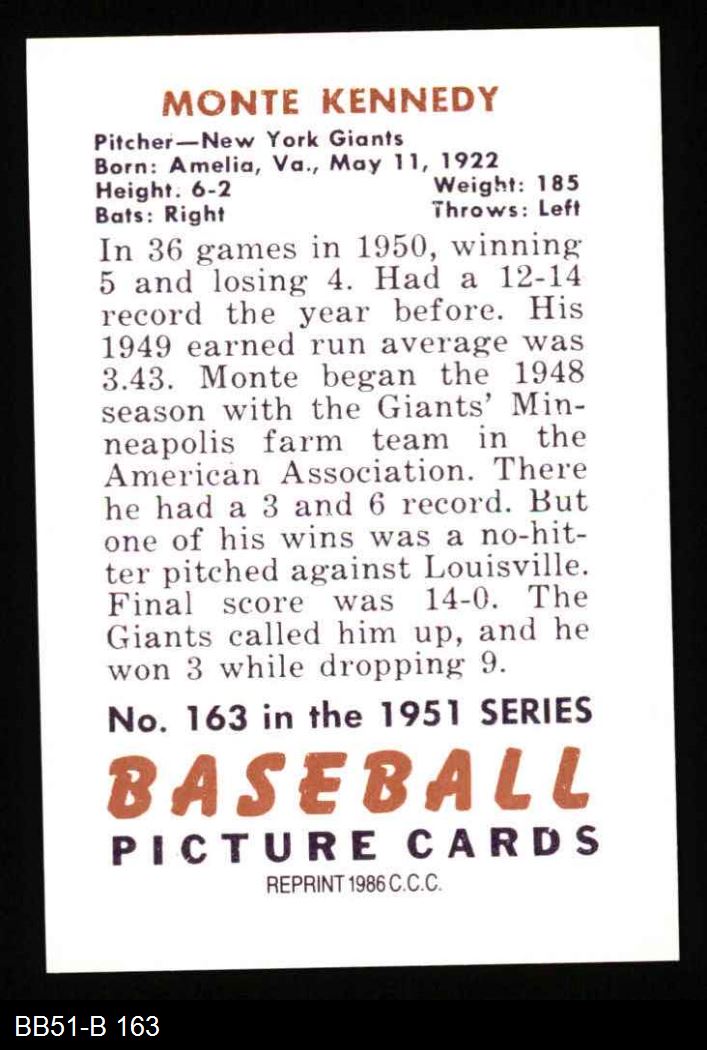 MONTE KENNEDY
Pitcher—New York Giants
Born: Amelia, Va., May 11, 1922
Height: 6-2 Weight: 185
Bats: Right Throws: Left
In 36 games in 1950, winning
5 and losing 4. Had a 12-14
record the year before. His
1949 earned run average was
3.43. Monte began the 1948
season with the Giants' Min-
neapolis farm team in the
American Association. There
he had a 3 and 6 record. But
one of his wins was a no-hit-
ter pitched against Louisville.
Final score was 14-0. The
Giants called him up, and he
won 3 while dropping 9.
No. 163 in the 1951 SERIES
BASEBALL
PICTURE CARDS
REPRINT 1986 C.C.C.
BB51-B 163